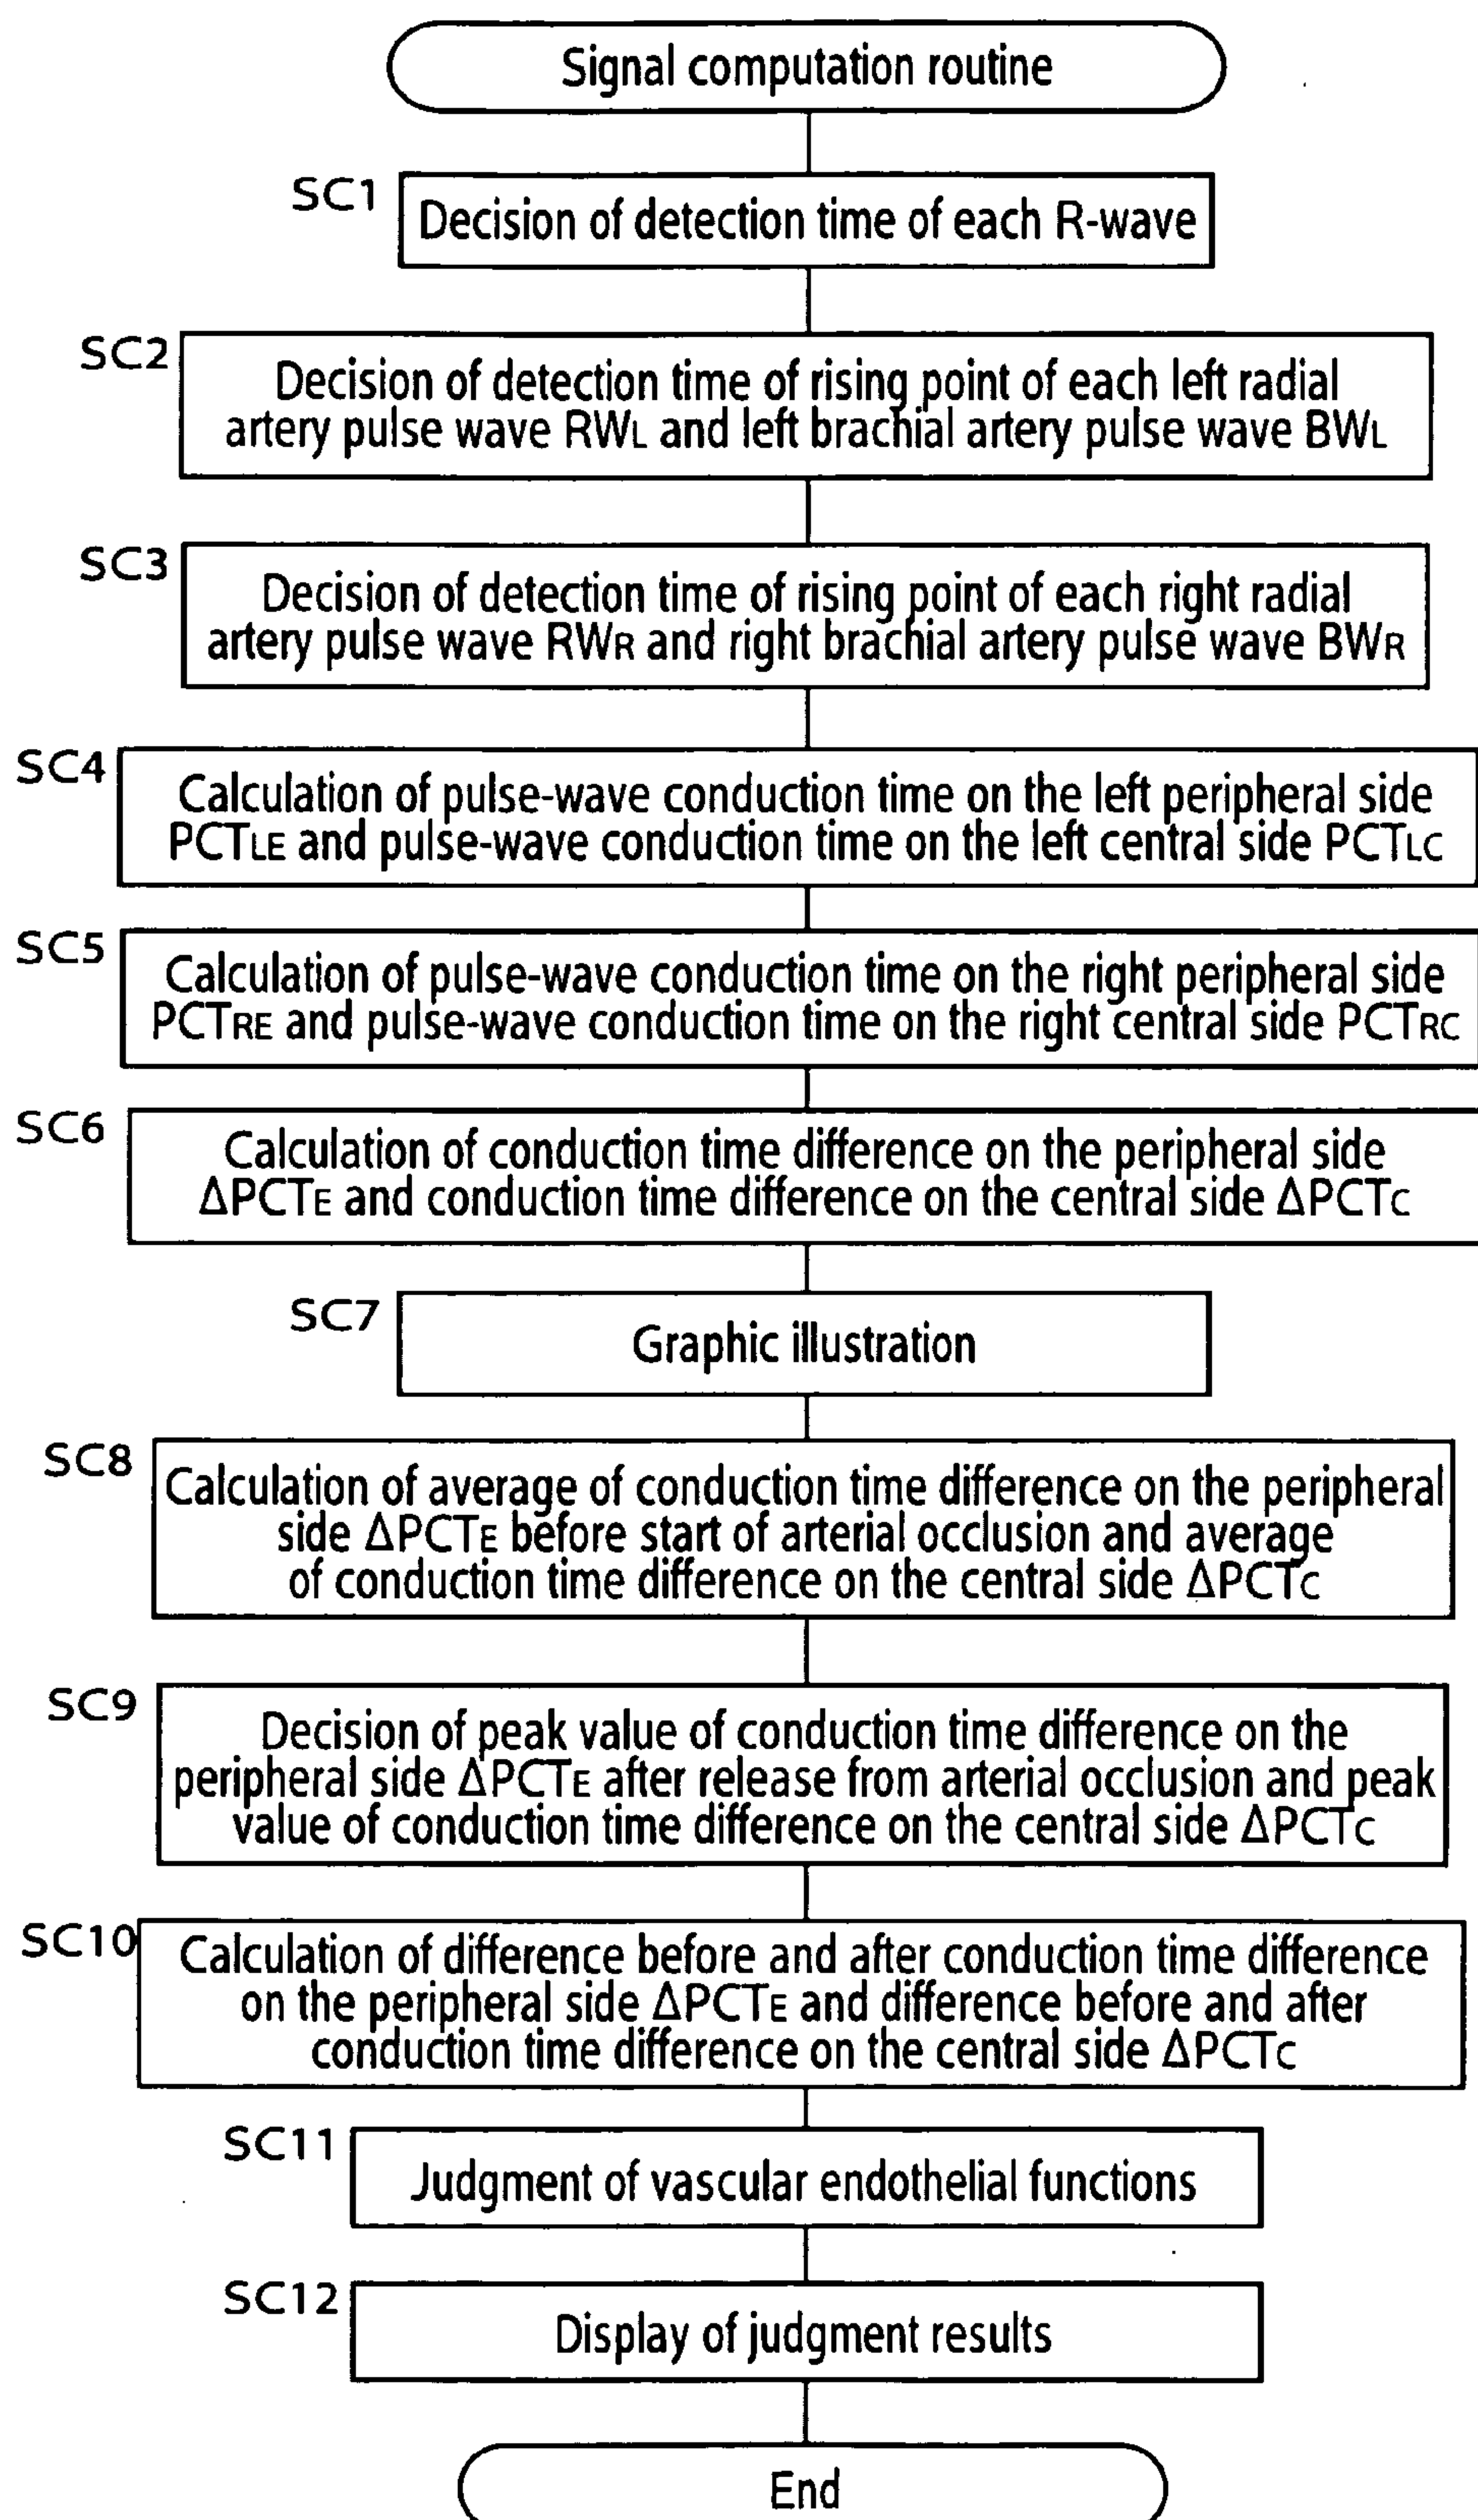 Signal computation routine
SC1
Decision of detection time of each R-wave
SC2
Decision of detection time of rising point of each left radial
artery pulse wave RWL and left brachial artery pulse wave BWL
SC3
Decision of detection time of rising point of each right radial
artery pulse wave RWR and right brachial artery pulse wave BWR
SC4
Calculation of pulse-wave conduction time on the left peripheral side
PCTLE and pulse-wave conduction time on the left central side PCTLC
SC5
Calculation of pulse-wave conduction time on the right peripheral side
PCTRE and pulse-wave conduction time on the right central side PCTRC
SC6
Calculation of conduction time difference on the peripheral side
ΔPCTE and conduction time difference on the central side ΔPCTC
SC7
Graphic illustration
SC8
Calculation of average of conduction time difference on the peripheral
side ΔPCTE before start of arterial occlusion and average
of conduction time difference on the central side ΔPCTC
SC9
Decision of peak value of conduction time difference on the
peripheral side ΔPCTE after release from arterial occlusion and peak
value of conduction time difference on the central side ΔPCTC
SC10
Calculation of difference before and after conduction time difference
on the peripheral side ΔPCTE and difference before and after
conduction time difference on the central side ΔPCTC
SC11
Judgment of vascular endothelial functions
SC12
Display of judgment results
End